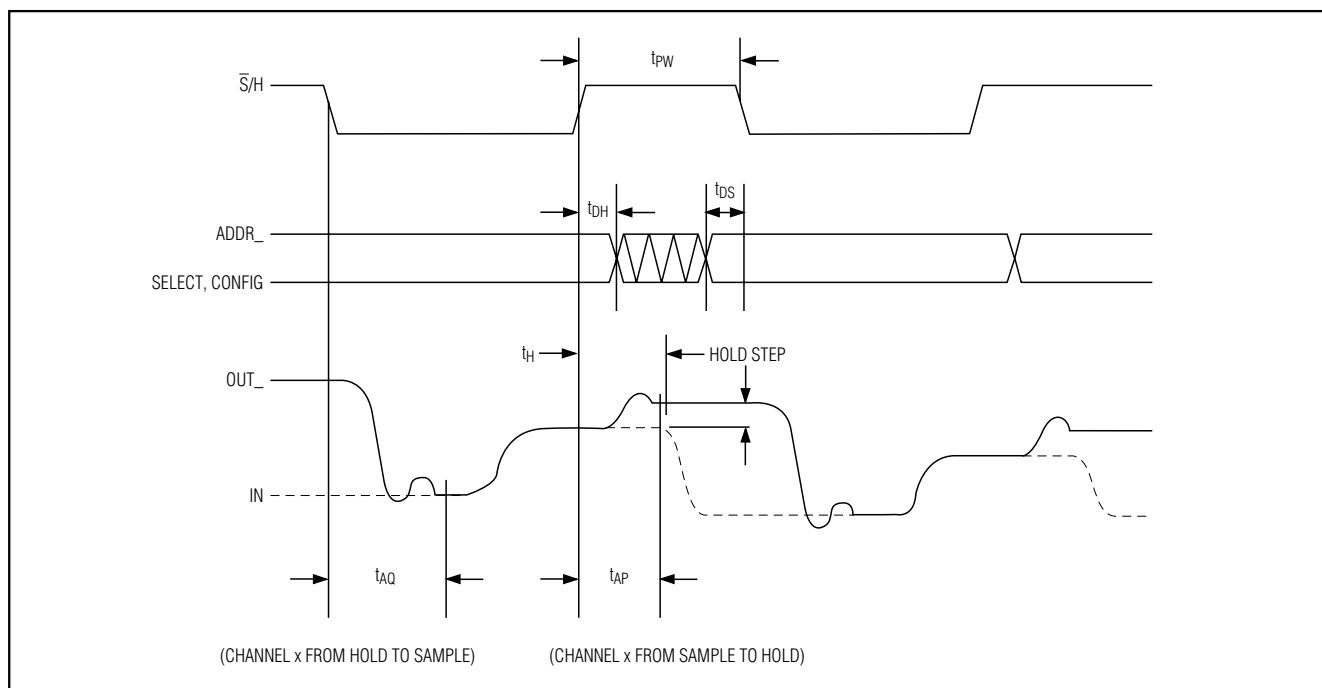 tPW
S̅/H
tDS
tDH
ADDR_
SELECT, CONFIG
tH
HOLD STEP
OUT_
IN
tAQ
tAP
(CHANNEL x FROM HOLD TO SAMPLE)
(CHANNEL x FROM SAMPLE TO HOLD)